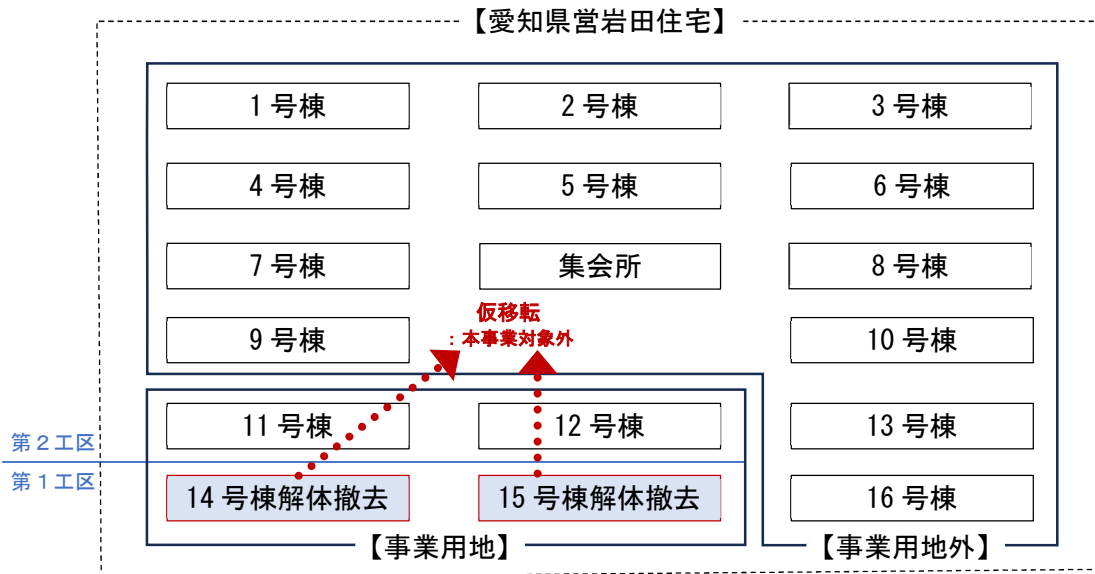 【愛知県営岩田住宅】
1号棟
2号棟
3号棟
4号棟
5号棟
6号棟
7号棟
集会所
8号棟
仮移転
：本事業対象外
9号棟
10号棟
11号棟
12号棟
13号棟
第２工区
第１工区
14号棟解体撤去
15号棟解体撤去
16号棟
【事業用地】
【事業用地外】